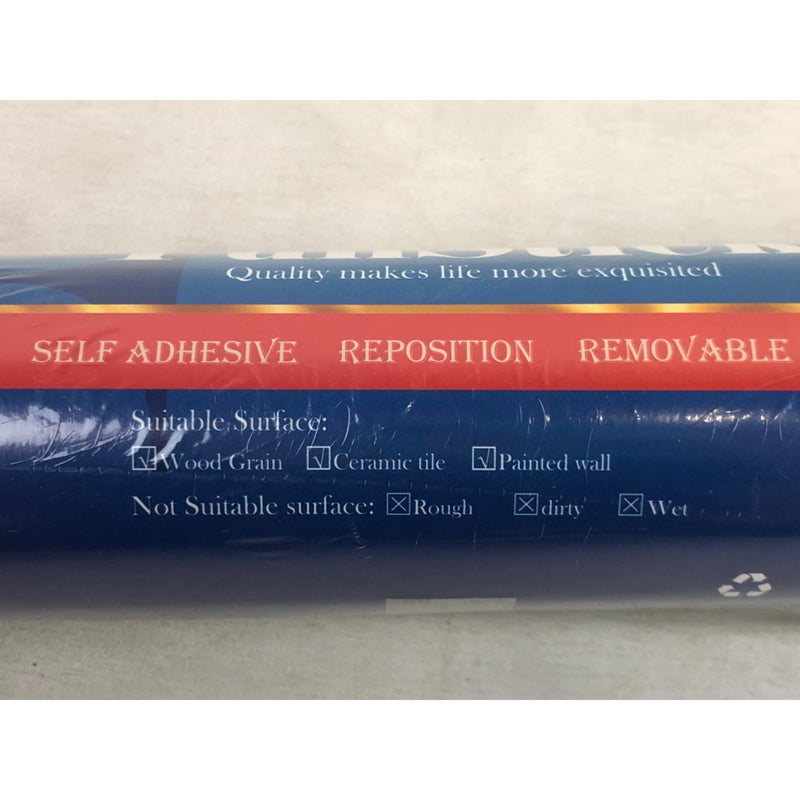 Quality makes life more exquisited
SELF ADHESIVE REPOSITION REMOVABLE
Suitable Surface:
Wood Grain Ceramic tile Painted wall
Not Suitable surface: Rough dirty Wet